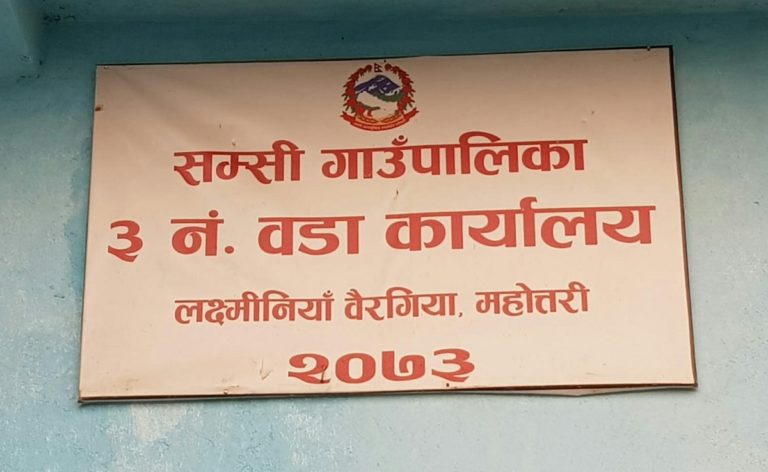 सम्सी गाउँपालिका
३ नं. वडा कार्यालय
लक्ष्मीनियाँ वैरगिया, महोत्तरी
२०७३